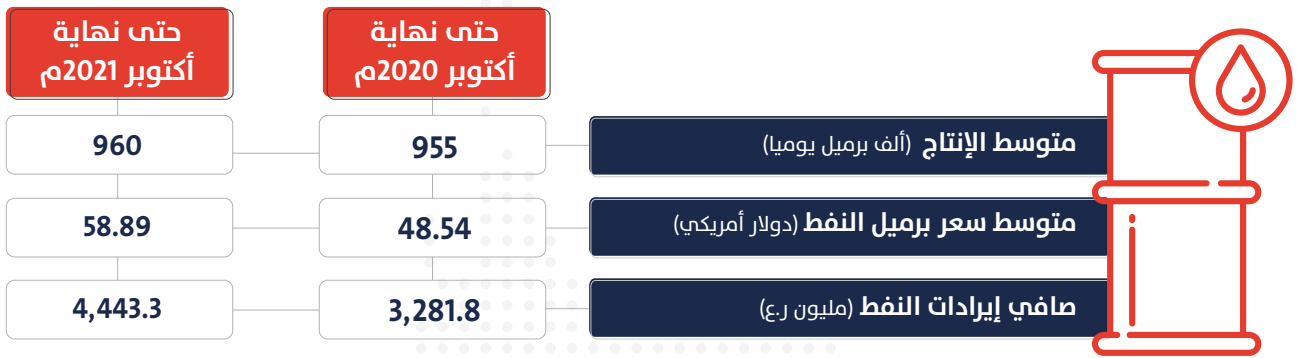 حتى نهاية
أكتوبر 2020م
حتى نهاية
أكتوبر 2021م
متوسط الإنتاج (ألف برميل يوميا)
955
960
متوسط سعر برميل النفط (دولار أمريكي)
48.54
58.89
صافي إيرادات النفط (مليون ر.ع)
3,281.8
4,443.3